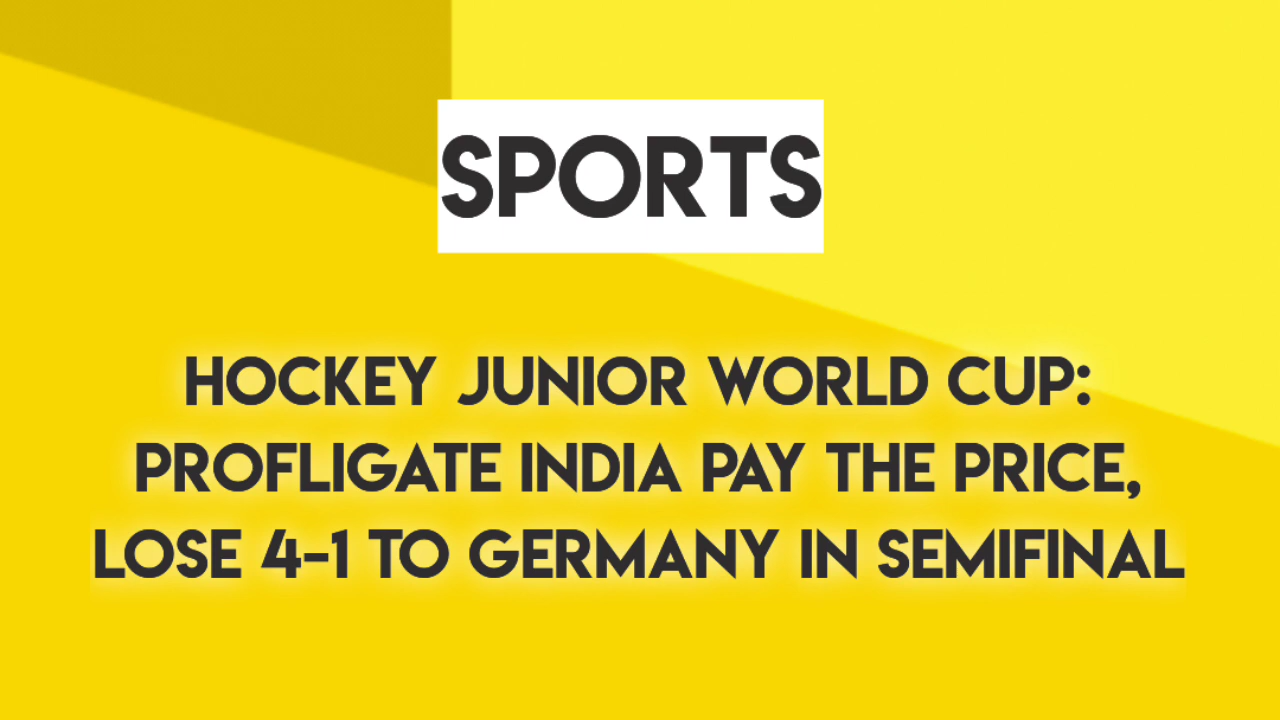 SPORTS
HOCKEY JUNIOR WORLD CUP:
PROFLIGATE INDIA PAY THE PRICE,
LOSE 4-1 TO GERMANY IN SEMIFINAL